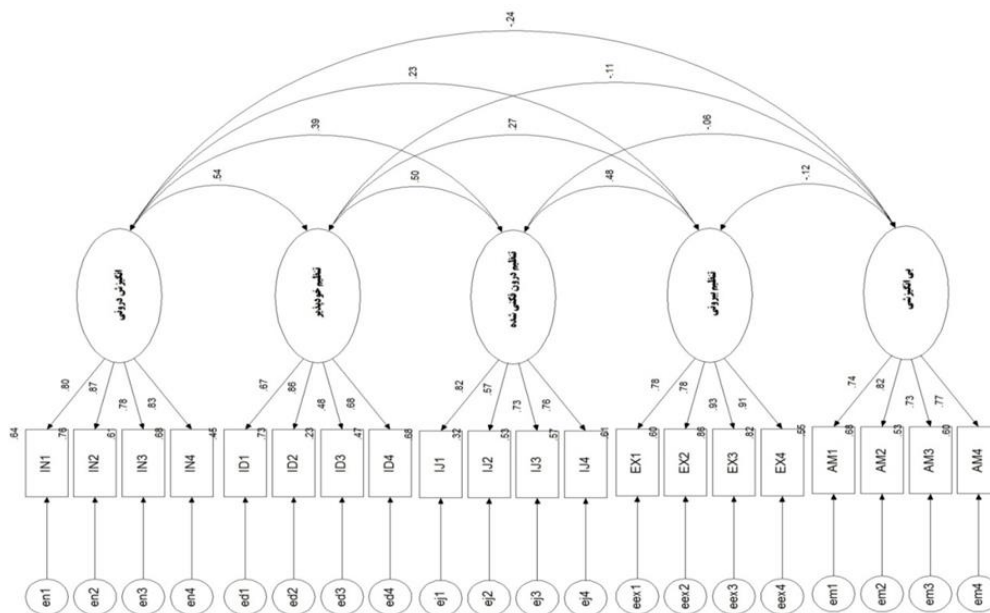 -.24
.23
-.11
.39
.27
-.06
.54
.50
.48
-.12
انگیزش درونی
تنظیم خودپذیر
تنظیم درون فکنی شده
تنظیم بیرونی
بی انگیزشی
.80
.87
.78
.83
.67
.86
.48
.68
.82
.57
.73
.76
.78
.78
.93
.91
.74
.82
.73
.77
.64
.76
.61
.68
.45
.73
.23
.47
.68
.32
.53
.57
.61
.60
.86
.82
.55
.68
.53
.60
IN1
IN2
IN3
IN4
ID1
ID2
ID3
ID4
IJ1
IJ2
IJ3
IJ4
EX1
EX2
EX3
EX4
AM1
AM2
AM3
AM4
en1
en2
en3
en4
ed1
ed2
ed3
ed4
ej1
ej2
ej3
ej4
eex1
eex2
eex3
eex4
em1
em2
em3
em4